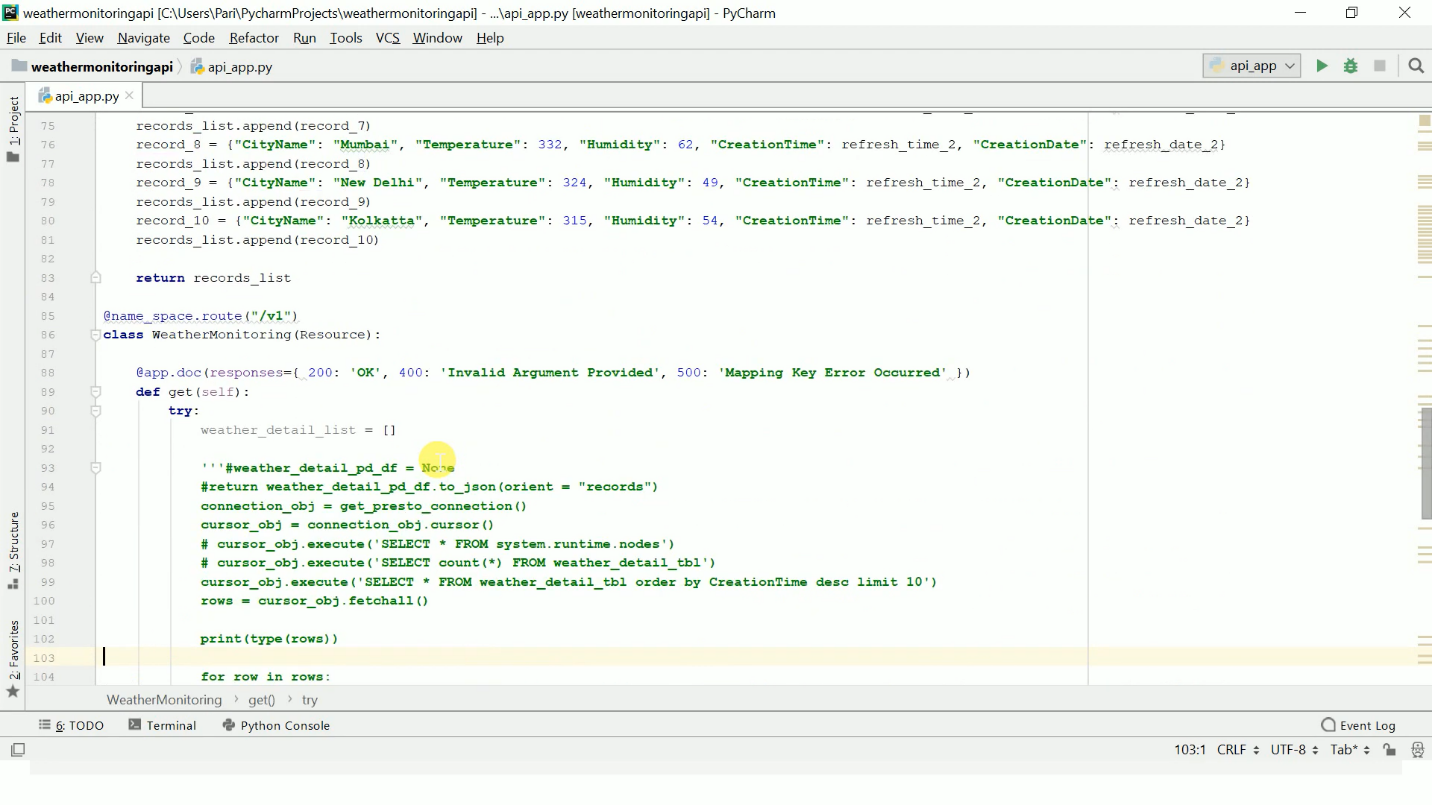 weathermonitoringapi [C:\Users\Pari\PycharmProjects\weathermonitoringapi] - ...\api_app.py [weathermonitoringapi] - PyCharm
File Edit View Navigate Code Refactor Run Tools VCS Window Help
weathermonitoringapi api_app.py api_app
api_app.py
1: Project
75 records_list.append(record_7)
76 record_8 = {"CityName": "Mumbai", "Temperature": 332, "Humidity": 62, "CreationTime": refresh_time_2, "CreationDate": refresh_date_2}
77 records_list.append(record_8)
78 record_9 = {"CityName": "New Delhi", "Temperature": 324, "Humidity": 49, "CreationTime": refresh_time_2, "CreationDate": refresh_date_2}
79 records_list.append(record_9)
80 record_10 = {"CityName": "Kolkatta", "Temperature": 315, "Humidity": 54, "CreationTime": refresh_time_2, "CreationDate": refresh_date_2}
81 records_list.append(record_10)
82
83 return records_list
84
85 @name_space.route("/v1")
86 class WeatherMonitoring(Resource):
87
88 @app.doc(responses={ 200: 'OK', 400: 'Invalid Argument Provided', 500: 'Mapping Key Error Occurred' })
89 def get(self):
90 try:
91 weather_detail_list = []
92
93 '''#weather_detail_pd_df = None
94 #return weather_detail_pd_df.to_json(orient = "records")
95 connection_obj = get_presto_connection()
96 cursor_obj = connection_obj.cursor()
97 # cursor_obj.execute('SELECT * FROM system.runtime.nodes')
98 # cursor_obj.execute('SELECT count(*) FROM weather_detail_tbl')
99 cursor_obj.execute('SELECT * FROM weather_detail_tbl order by CreationTime desc limit 10')
100 rows = cursor_obj.fetchall()
101
102 print(type(rows))
103
104 for row in rows:
Z: Structure
2: Favorites
WeatherMonitoring get() try
6: TODO Terminal Python Console Event Log
103:1 CRLF UTF-8 Tab*